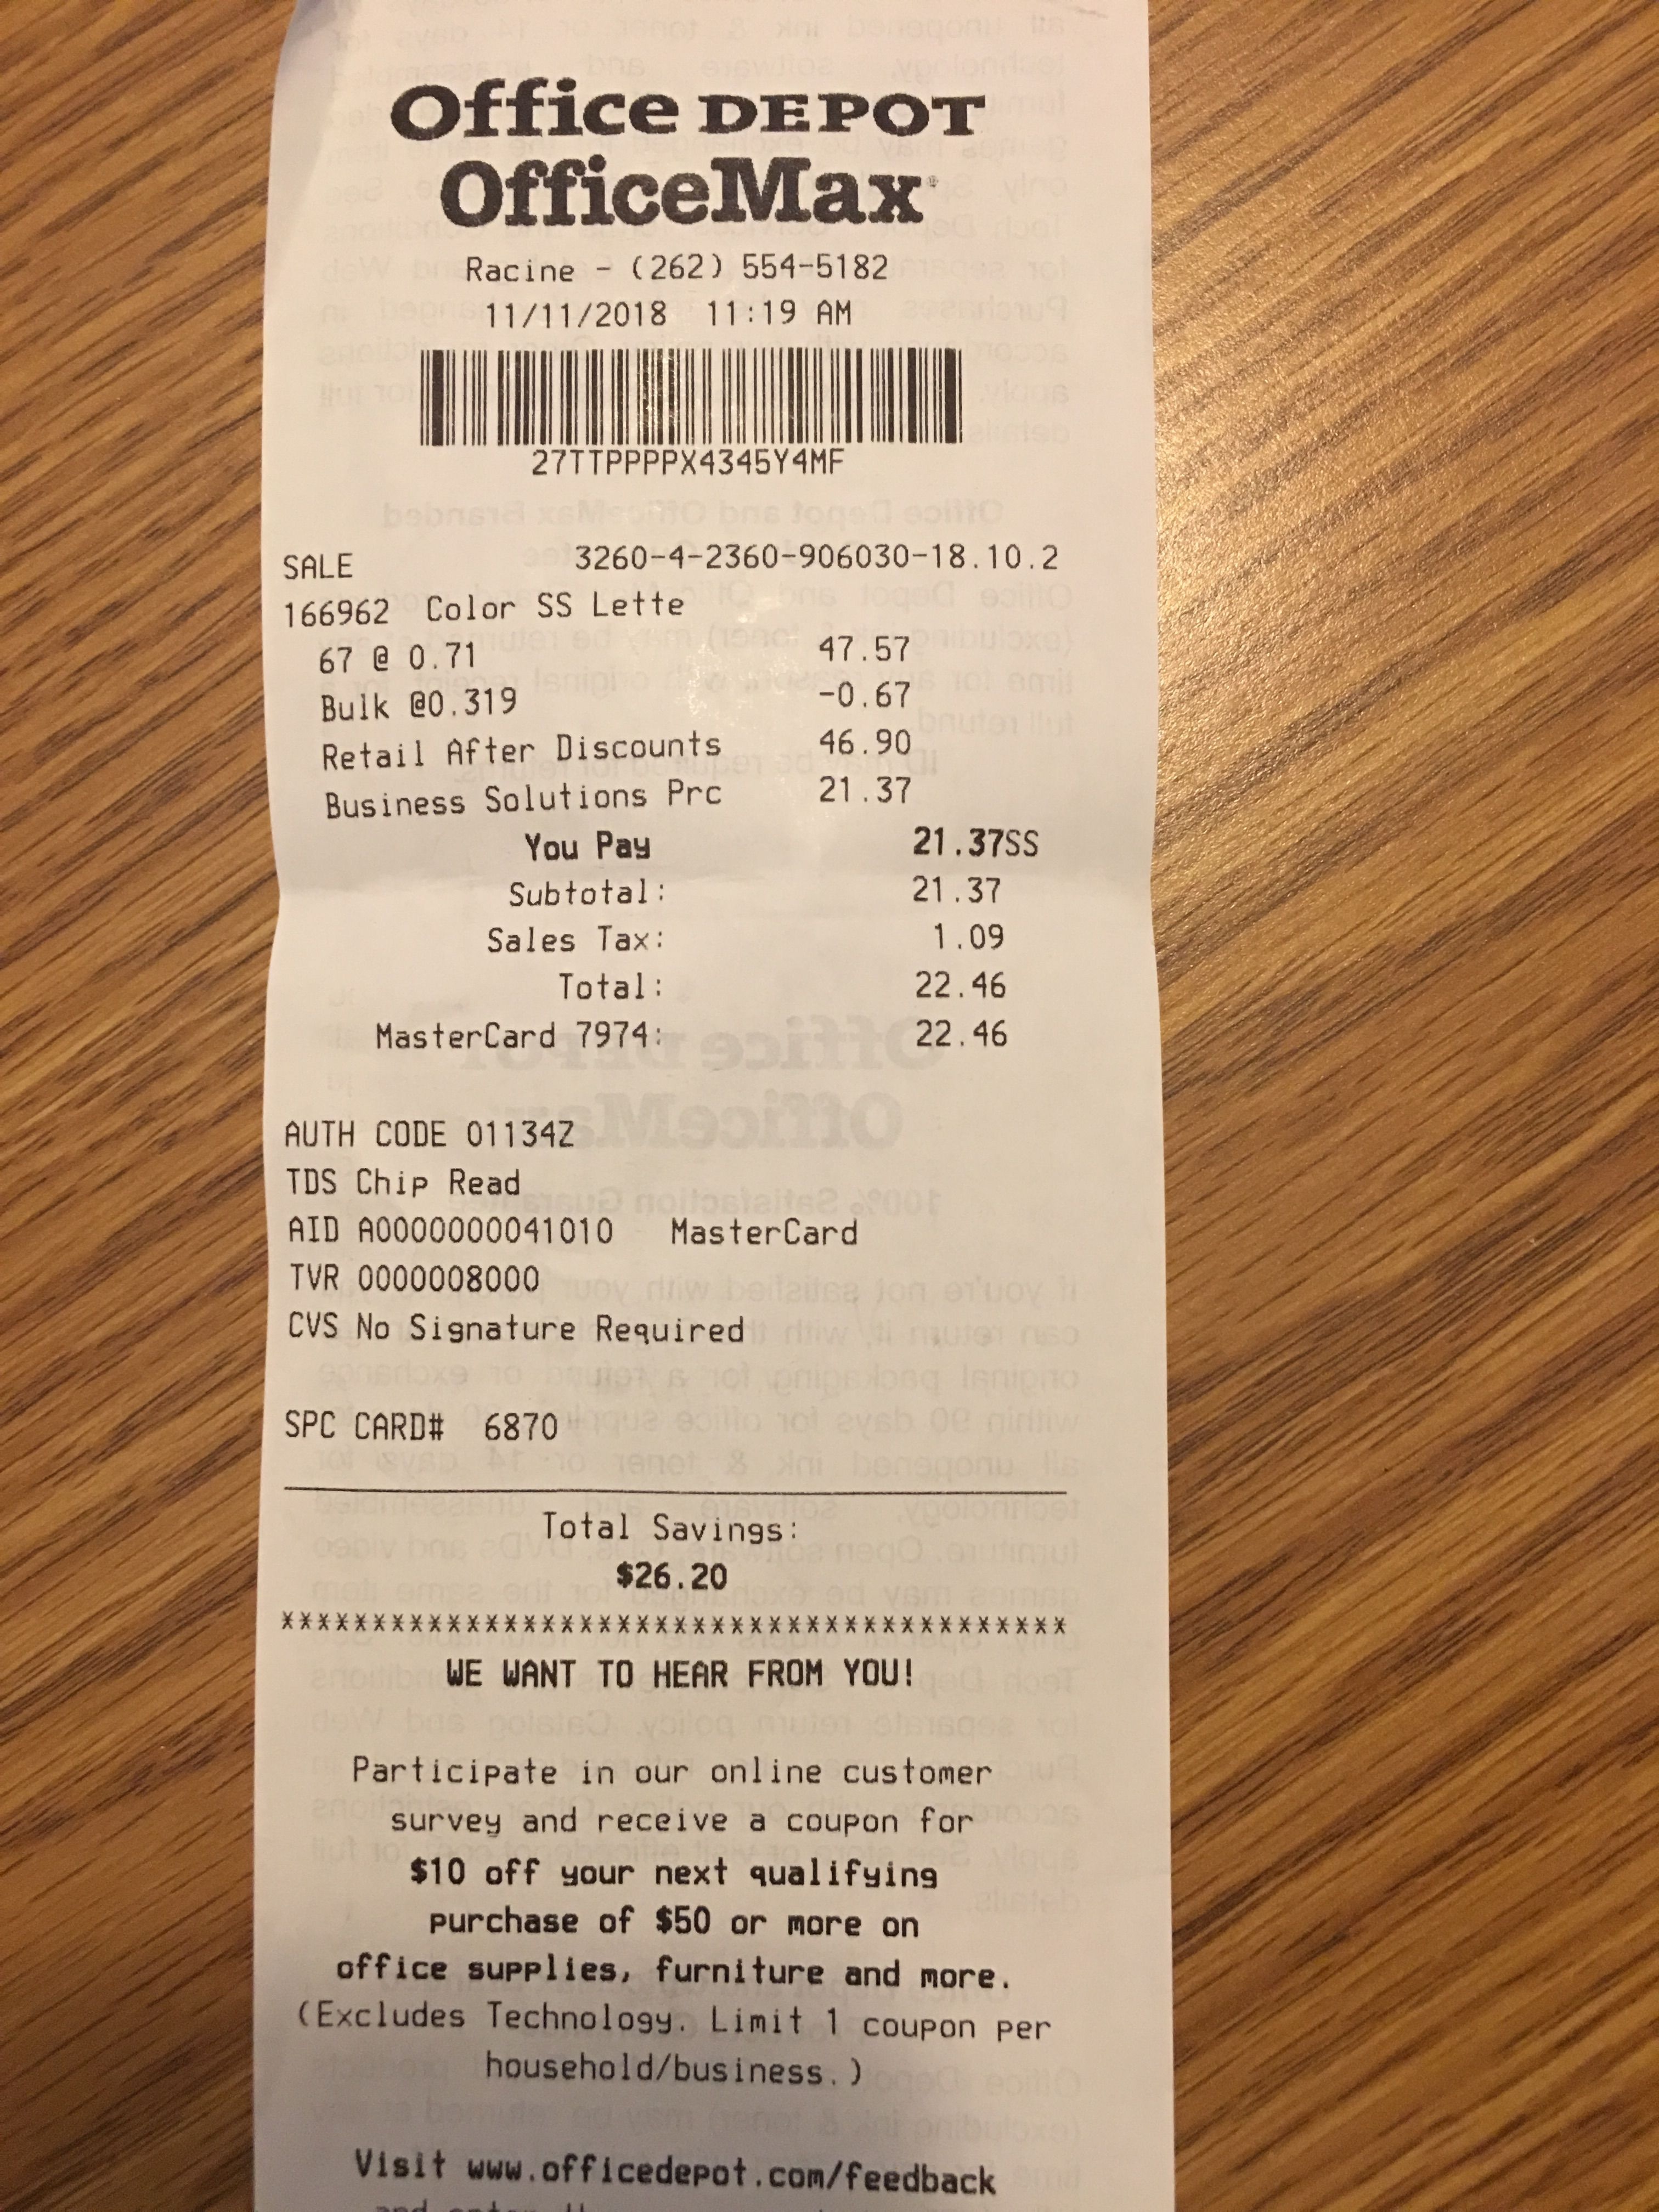 Office DEPOT
OfficeMax
Racine - (262) 554-5182
11/11/2018 11:19 AM
27TTPPPPX4345Y4MF
SALE 3260-4-2360-906030-18.10.2
166962 Color SS Lette
67 @ 0.71 47.57
Bulk @0.319 -0.67
Retail After Discounts 46.90
Business Solutions Prc 21.37
You Pay 21.37SS
Subtotal: 21.37
Sales Tax: 1.09
Total: 22.46
MasterCard 7974: 22.46
AUTH CODE 01134Z
TDS Chip Read
AID A0000000041010 MasterCard
TVR 0000008000
CVS No Signature Required
SPC CARD# 6870
Total Savings:
$26.20
*******************************************
WE WANT TO HEAR FROM YOU!
Participate in our online customer
survey and receive a coupon for
$10 off your next qualifying
purchase of $50 or more on
office supplies, furniture and more.
(Excludes Technology. Limit 1 coupon per
household/business.)
Visit www.officedepot.com/feedback